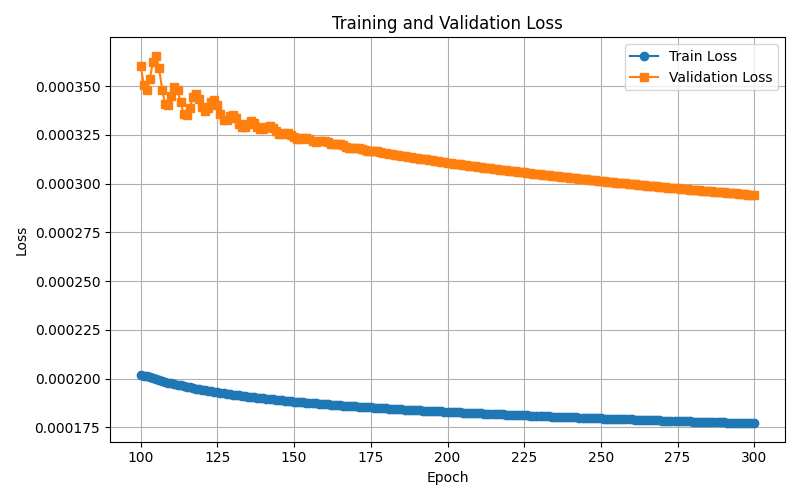 Training and Validation Loss
Train Loss
Validation Loss
0.000350
0.000325
0.000300
0.000275
0.000250
0.000225
0.000200
0.000175
Loss
100 125 150 175 200 225 250 275 300
Epoch